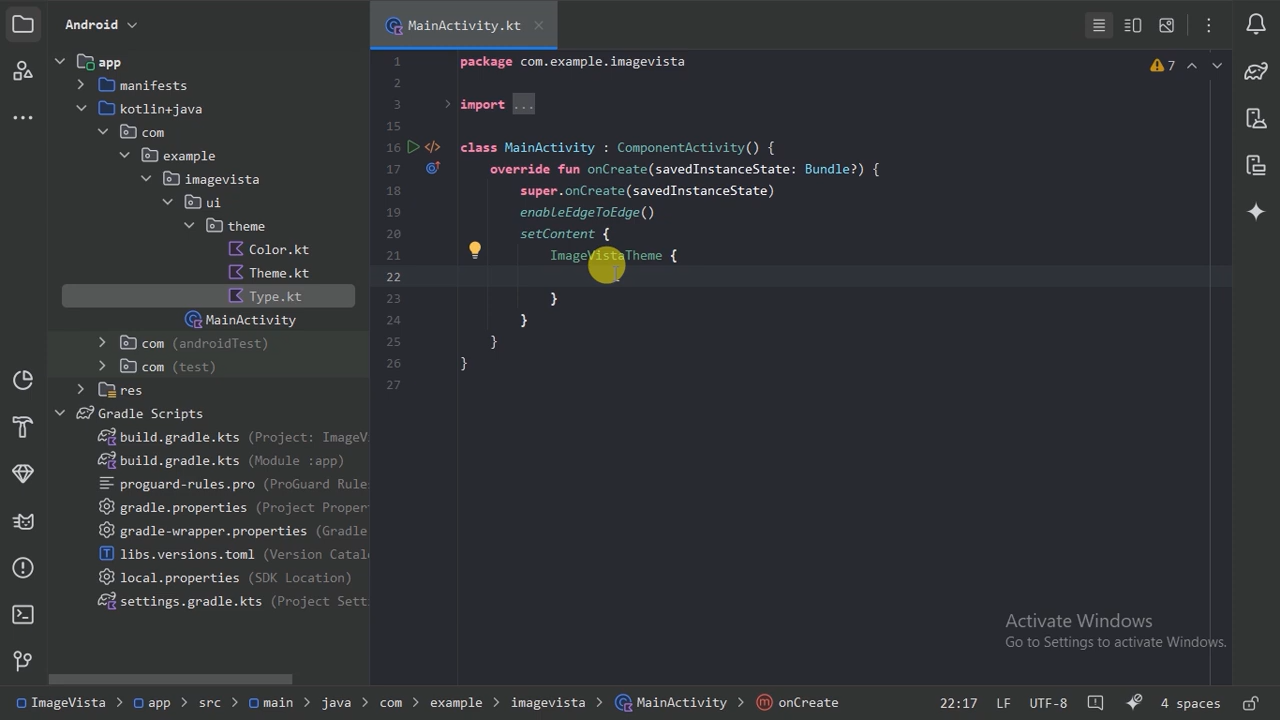 Android
MainActivity.kt
app
manifests
kotlin+java
com
example
imagevista
ui
theme
Color.kt
Theme.kt
Type.kt
MainActivity
com (androidTest)
com (test)
res
Gradle Scripts
build.gradle.kts (Project: ImageVi
build.gradle.kts (Module :app)
proguard-rules.pro (ProGuard Rule
gradle.properties (Project Proper
gradle-wrapper.properties (Gradle
libs.versions.toml (Version Catal
local.properties (SDK Location)
settings.gradle.kts (Project Sett
7
1 package com.example.imagevista
2
3 import ...
15
16 class MainActivity : ComponentActivity() {
17 override fun onCreate(savedInstanceState: Bundle?) {
18 super.onCreate(savedInstanceState)
19 enableEdgeToEdge()
20 setContent {
21 ImageVistaTheme {
22
23 }
24 }
25 }
26 }
27
Activate Windows
Go to Settings to activate Windows.
ImageVista > app > src > main > java > com > example > imagevista > MainActivity > onCreate
22:17 LF UTF-8 4 spaces